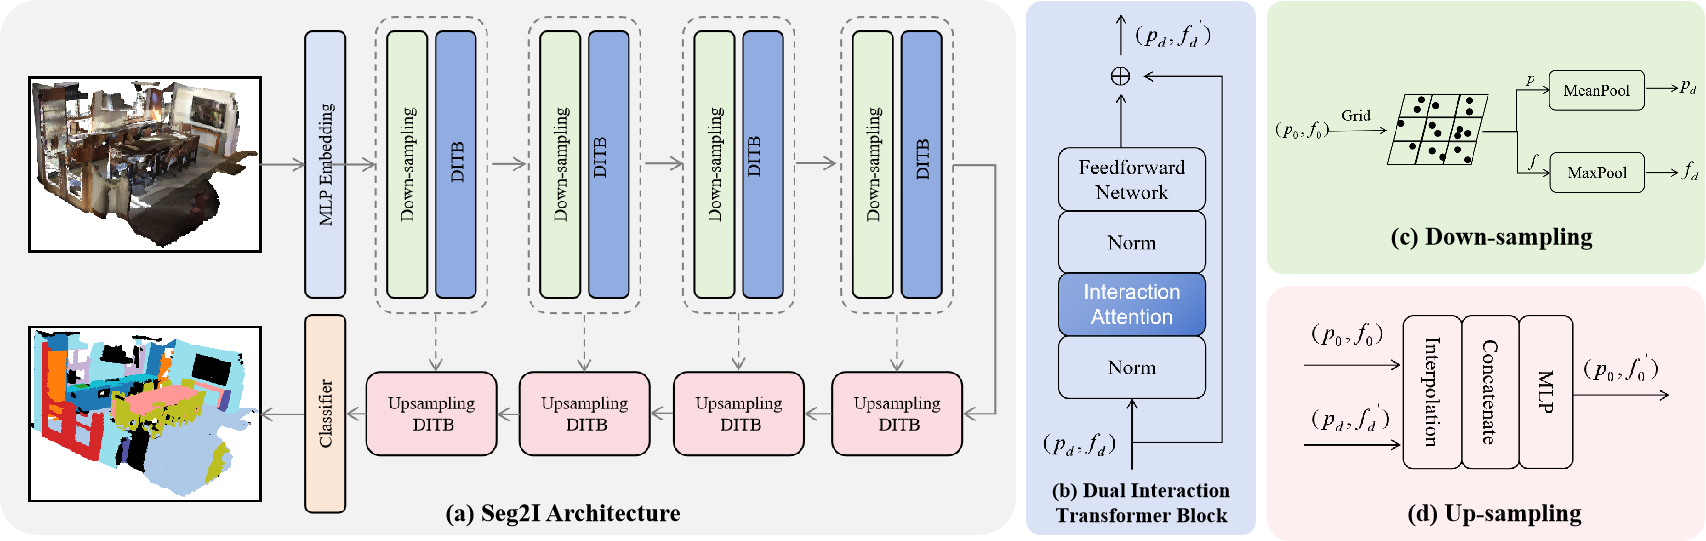 MLP Embedding
Down-sampling
DITB
Down-sampling
DITB
Down-sampling
DITB
Down-sampling
DITB
Classifier
Upsampling
DITB
Upsampling
DITB
Upsampling
DITB
Upsampling
DITB
(a) Seg2I Architecture
(p_d, f_d')
Feedforward
Network
Norm
Interaction
Attention
Norm
(p_d, f_d)
(b) Dual Interaction
Transformer Block
(p_0, f_0)
Grid
p
MeanPool
p_d
f
MaxPool
f_d
(c) Down-sampling
(p_0, f_0)
(p_d, f_d')
Interpolatation
Concatenate
MLP
(p_0, f_0')
(d) Up-sampling